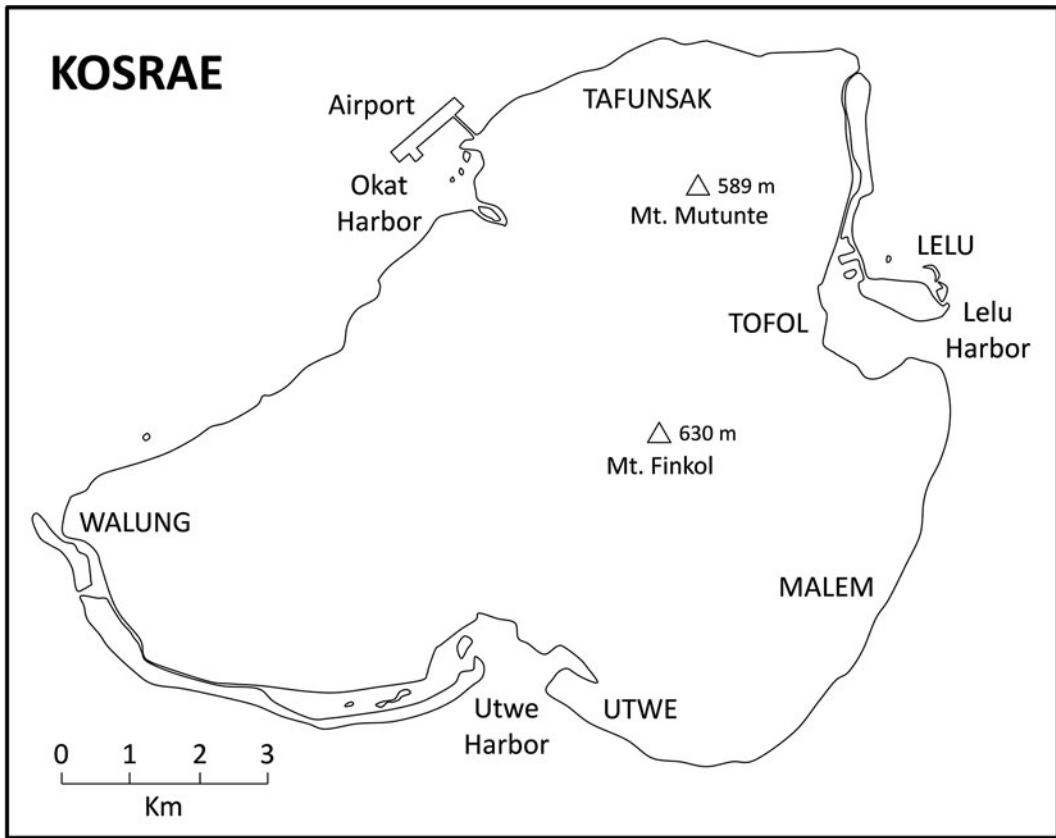 KOSRAE
Airport
TAFUNSAK
Okat
Harbor
589 m
Mt. Mutunte
LELU
TOFOL
Lelu
Harbor
630 m
Mt. Finkol
WALUNG
MALEM
Utwe
Harbor
UTWE
0 1 2 3
Km